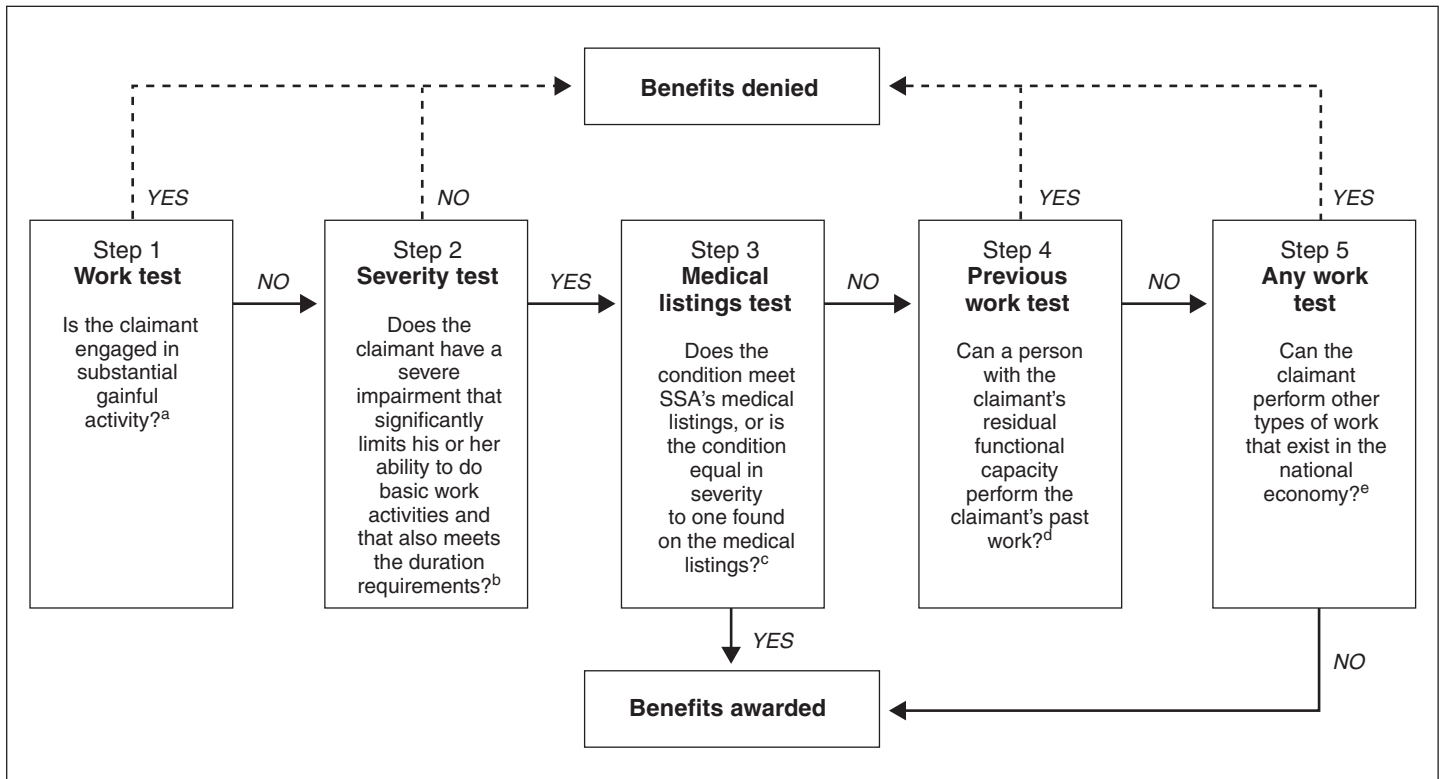 Benefits denied
YES
NO
YES
YES
Step 1
Work test
Is the claimant
engaged in
substantial
gainful
activity?a
NO
Step 2
Severity test
Does the
claimant have a
severe
impairment that
significantly
limits his or her
ability to do
basic work
activities and
that also meets
the duration
requirements?b
YES
Step 3
Medical
listings test
Does the
condition meet
SSA’s medical
listings, or is
the condition
equal in
severity
to one found
on the medical
listings?c
NO
Step 4
Previous
work test
Can a person
with the
claimant’s
residual
functional
capacity
perform the
claimant’s past
work?d
NO
Step 5
Any work
test
Can the
claimant
perform other
types of work
that exist in the
national
economy?e
YES
NO
Benefits awarded